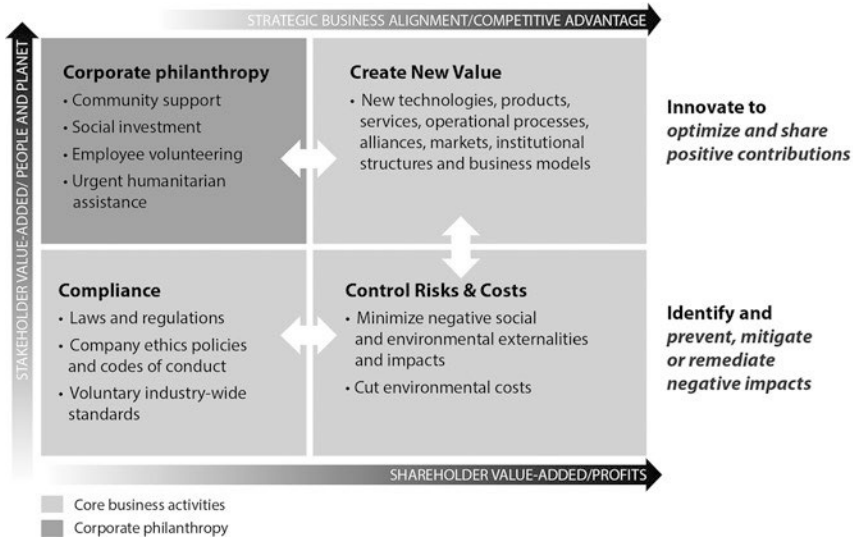 STRATEGIC BUSINESS ALIGNMENT/COMPETITIVE ADVANTAGE
STAKEHOLDER VALUE-ADDED/ PEOPLE AND PLANET
Corporate philanthropy
• Community support
• Social investment
• Employee volunteering
• Urgent humanitarian
assistance
Create New Value
• New technologies, products,
services, operational processes,
alliances, markets, institutional
structures and business models
Innovate to
optimize and share
positive contributions
Compliance
• Laws and regulations
• Company ethics policies
and codes of conduct
• Voluntary industry-wide
standards
Control Risks & Costs
• Minimize negative social
and environmental externalities
and impacts
• Cut environmental costs
Identify and
prevent, mitigate
or remediate
negative impacts
SHAREHOLDER VALUE-ADDED/PROFITS
Core business activities
Corporate philanthropy